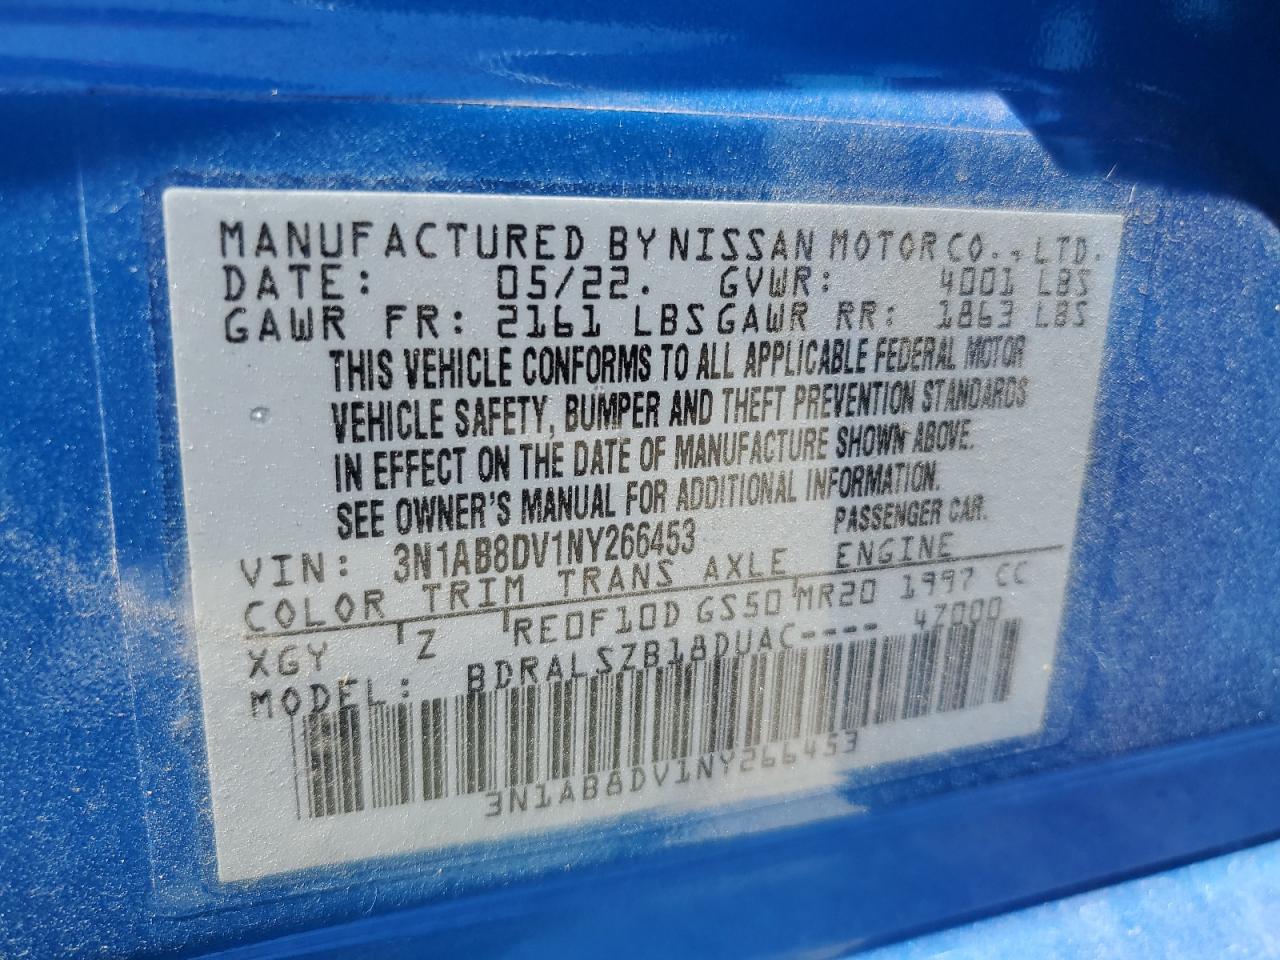 MANUFACTURED BY NISSAN MOTOR CO., LTD.
DATE: 05/22. GVWR: 4001 LBS
GAWR FR: 2161 LBS GAWR RR: 1863 LBS
THIS VEHICLE CONFORMS TO ALL APPLICABLE FEDERAL MOTOR
VEHICLE SAFETY, BUMPER AND THEFT PREVENTION STANDARDS
IN EFFECT ON THE DATE OF MANUFACTURE SHOWN ABOVE.
SEE OWNER'S MANUAL FOR ADDITIONAL INFORMATION.
VIN: 3N1AB8DV1NY266453 PASSENGER CAR.
COLOR TRIM TRANS AXLE ENGINE
XGY Z RE0F10D GS50 MR20 1997 CC
MODEL: BDRALSZB18DUAC---- 4Z000
3N1AB8DV1NY266453